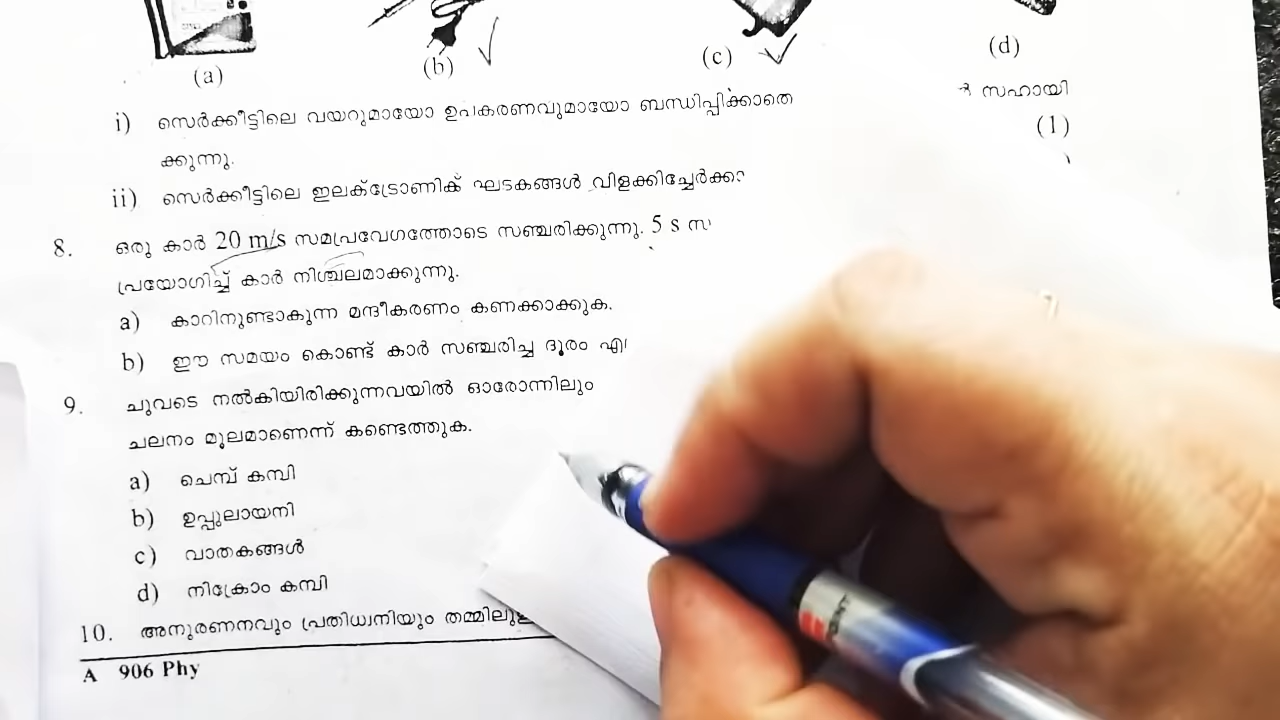 (a) (b) (c) (d)
i) സെർക്കീട്ടിലെ വയറുമായോ ഉപകരണവുമായോ ബന്ധിപ്പിക്കാതെ സഹായി
ക്കുന്നു. (1)
ii) സെർക്കീട്ടിലെ ഇലക്ട്രോണിക് ഘടകങ്ങൾ വിളക്കിച്ചേർക്കാ
8. ഒരു കാർ 20 m/s സമപ്രവേഗത്തോടെ സഞ്ചരിക്കുന്നു. 5 s
പ്രയോഗിച്ച് കാർ നിശ്ചലമാക്കുന്നു.
a) കാറിനുണ്ടാകുന്ന മന്ദീകരണം കണക്കാക്കുക.
b) ഈ സമയം കൊണ്ട് കാർ സഞ്ചരിച്ച ദൂരം
9. ചുവടെ നൽകിയിരിക്കുന്നവയിൽ ഓരോന്നിലും
ചലനം മൂലമാണെന്ന് കണ്ടെത്തുക.
a) ചെമ്പ് കമ്പി
b) ഉപ്പുലായനി
c) വാതകങ്ങൾ
d) നിക്രോം കമ്പി
10. അനുരണനവും പ്രതിധ്വനിയും
A 906 Phy